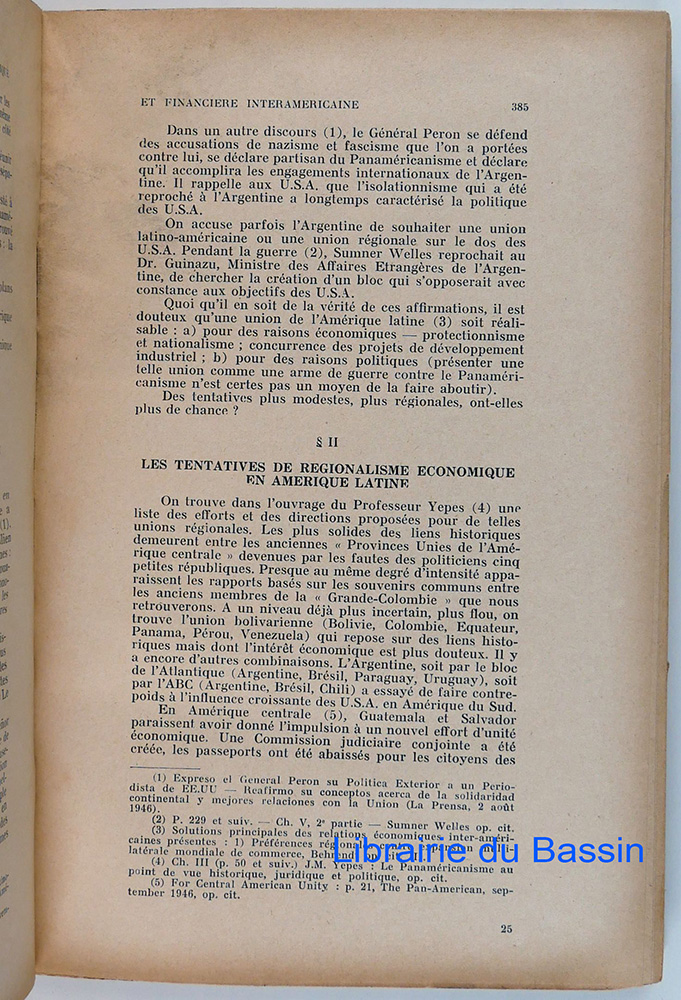 ET FINANCIERE INTERAMERICAINE 385
Dans un autre discours (1), le Général Peron se défend
des accusations de nazisme et fascisme que l'on a portées
contre lui, se déclare partisan du Panaméricanisme et déclare
qu'il accomplira les engagements internationaux de l'Argen-
tine. Il rappelle aux U.S.A. que l'isolationnisme qui a été
reproché à l'Argentine a longtemps caractérisé la politique
des U.S.A.
On accuse parfois l'Argentine de souhaiter une union
latino-américaine ou une union régionale sur le dos des
U.S.A. Pendant la guerre (2), Sumner Welles reprochait au
Dr. Guinazu, Ministre des Affaires Etrangères de l'Argen-
tine, de chercher la création d'un bloc qui s'opposerait avec
constance aux objectifs des U.S.A.
Quoi qu'il en soit de la vérité de ces affirmations, il est
douteux qu'une union de l'Amérique latine (3) soit réali-
sable : a) pour des raisons économiques — protectionnisme
et nationalisme ; concurrence des projets de développement
industriel ; b) pour des raisons politiques (présenter une
telle union comme une arme de guerre contre le Panaméri-
canisme n'est certes pas un moyen de la faire aboutir).
Des tentatives plus modestes, plus régionales, ont-elles
plus de chance ?
§ II
LES TENTATIVES DE REGIONALISME ECONOMIQUE
EN AMERIQUE LATINE
On trouve dans l'ouvrage du Professeur Yepes (4) une
liste des efforts et des directions proposées pour de telles
unions régionales. Les plus solides des liens historiques
demeurent entre les anciennes « Provinces Unies de l'Amé-
rique centrale » devenues par les fautes des politiciens cinq
petites républiques. Presque au même degré d'intensité appa-
raissent les rapports basés sur les souvenirs communs entre
les anciens membres de la « Grande-Colombie » que nous
retrouverons. A un niveau déjà plus incertain, plus flou, on
trouve l'union bolivarienne (Bolivie, Colombie, Equateur,
Panama, Pérou, Venezuela) qui repose sur des liens histo-
riques mais dont l'intérêt économique est plus douteux. Il y
a encore d'autres combinaisons. L'Argentine, soit par le bloc
de l'Atlantique (Argentine, Brésil, Paraguay, Uruguay), soit
par l'ABC (Argentine, Brésil, Chili) a essayé de faire contre-
poids à l'influence croissante des U.S.A. en Amérique du Sud.
En Amérique centrale (5), Guatemala et Salvador
paraissent avoir donné l'impulsion à un nouvel effort d'unité
économique. Une Commission judiciaire conjointe a été
créée, les passeports ont été abaissés pour les citoyens des
(1) Expreso el General Peron su Politica Exterior a un Perio-
dista de EE.UU — Reafirmo su conceptos acerca de la solidaridad
continental y mejores relaciones con la Union (La Prensa, 2 août
1946).
(2) P. 229 et suiv. — Ch. V, 2e partie — Sumner Welles op. cit.
(3) Solutions principales des relations économiques inter-améri-
caines présentes : 1) Préférences
latérale mondiale de commerce,
(4) Ch. III (p. 50 et suiv.) J.M. Yepes : Le Panaméricanisme au
point de vue historique, juridique et politique, op. cit.
(5) For Central American Unity : p. 21, The Pan-American, sep-
tember 1946, op. cit.
25
Librairie du Bassin